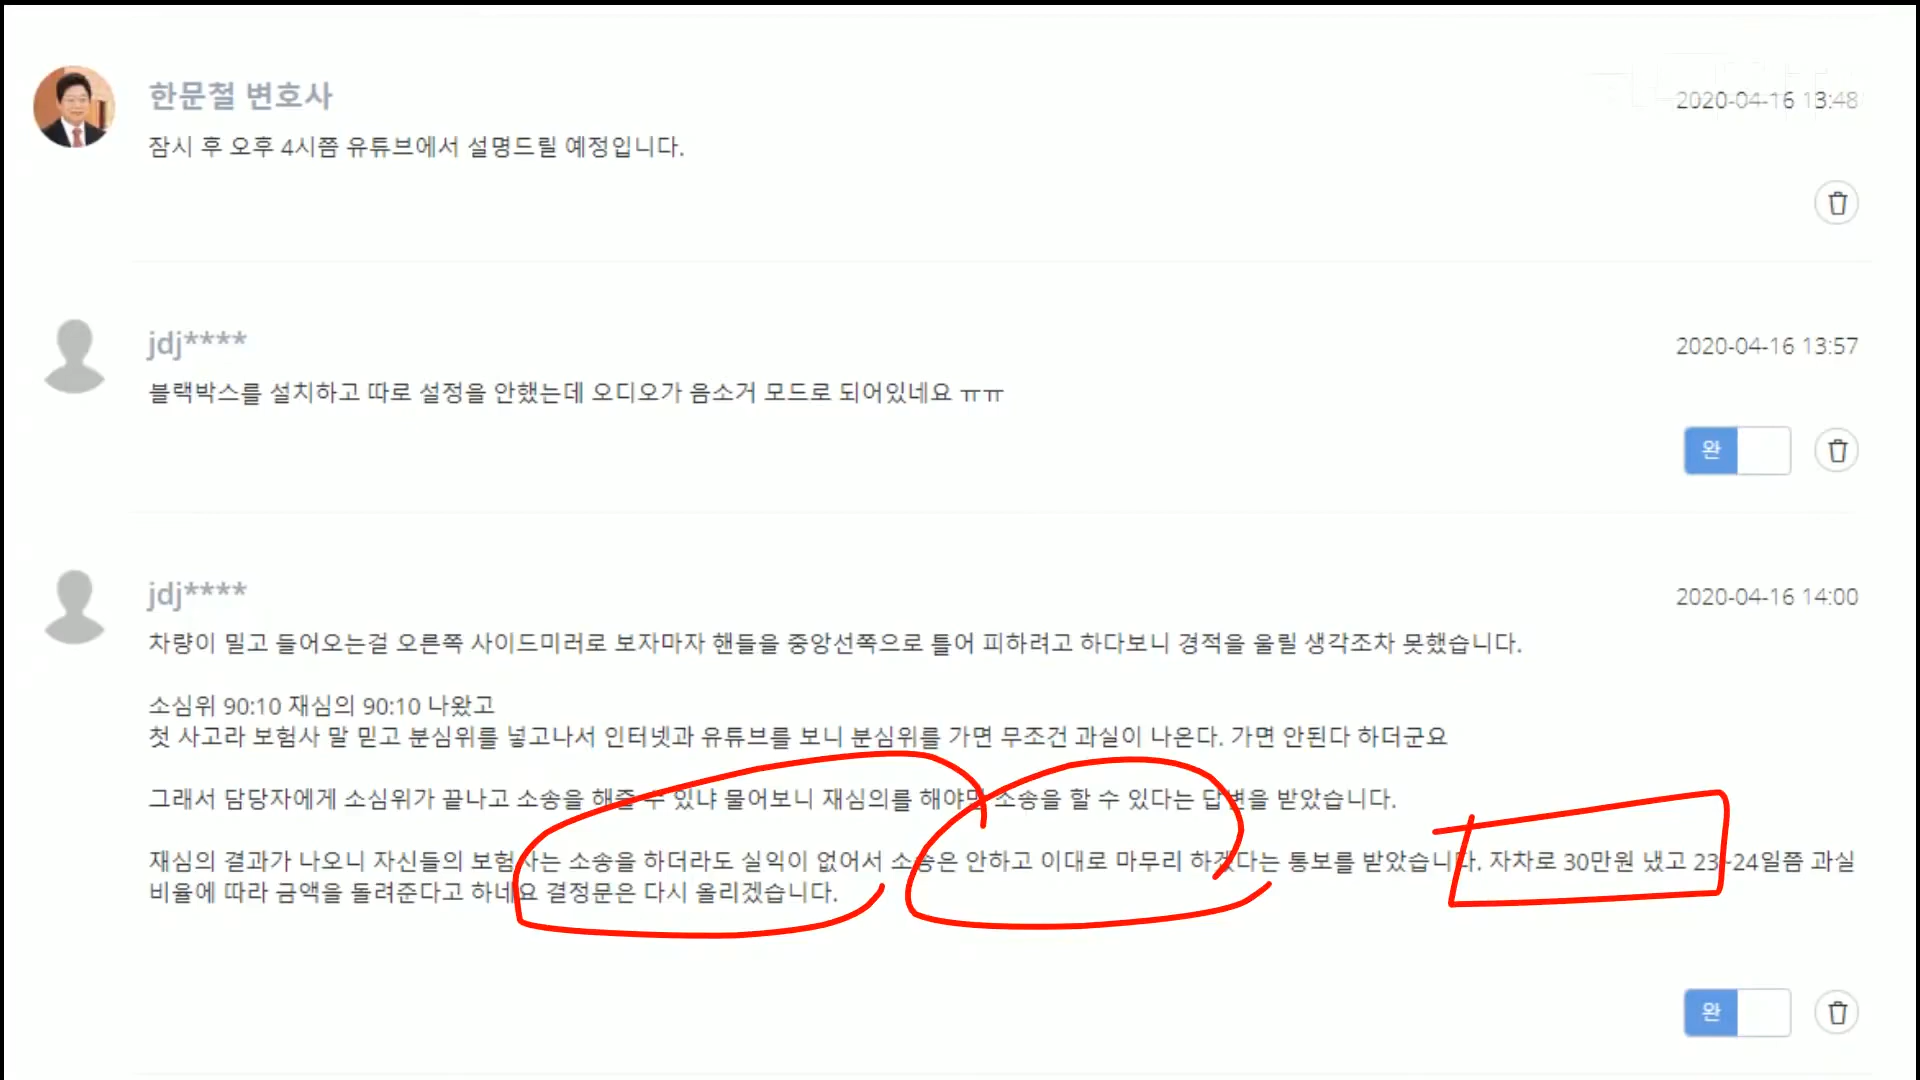 한문철 변호사
2020-04-16 13:48
잠시 후 오후 4시쯤 유튜브에서 설명드릴 예정입니다.
jdj****
2020-04-16 13:57
블랙박스를 설치하고 따로 설정을 안했는데 오디오가 음소거 모드로 되어있네요 ㅠㅠ
완
jdj****
2020-04-16 14:00
차량이 밀고 들어오는걸 오른쪽 사이드미러로 보자마자 핸들을 중앙선쪽으로 틀어 피하려고 하다보니 경적을 울릴 생각조차 못했습니다.
소심위 90:10 재심의 90:10 나왔고
첫 사고라 보험사 말 믿고 분심위를 넣고나서 인터넷과 유튜브를 보니 분심위를 가면 무조건 과실이 나온다. 가면 안된다 하더군요
그래서 담당자에게 소심위가 끝나고 소송을 해줄 수 있냐 물어보니 재심의를 해야만 소송을 할 수 있다는 답변을 받았습니다.
재심의 결과가 나오니 자신들의 보험사는 소송을 하더라도 실익이 없어서 소송은 안하고 이대로 마무리 하겠다는 통보를 받았습니다. 자차로 30만원 냈고 23~24일쯤 과실
비율에 따라 금액을 돌려준다고 하네요 결정문은 다시 올리겠습니다.
완